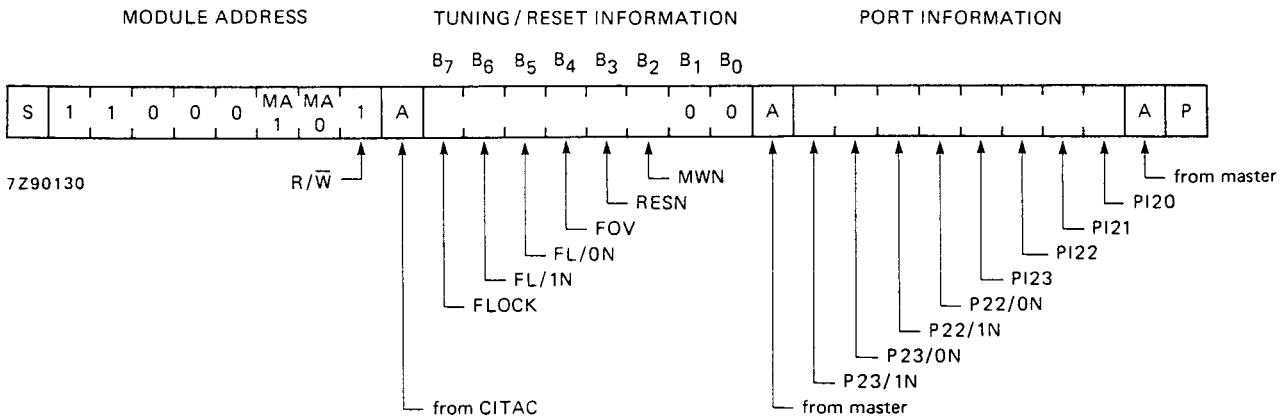 MODULE ADDRESS TUNING / RESET INFORMATION PORT INFORMATION
B7 B6 B5 B4 B3 B2 B1 B0
S 1 1 0 0 0 MA 1 MA 0 1 A 0 0 A A P
7Z90130 R/W̅ MWN from master
RESN PI20
FOV PI21
FL/0N PI22
FL/1N PI23
FLOCK P22/0N
P22/1N
P23/0N
P23/1N
from CITAC from master